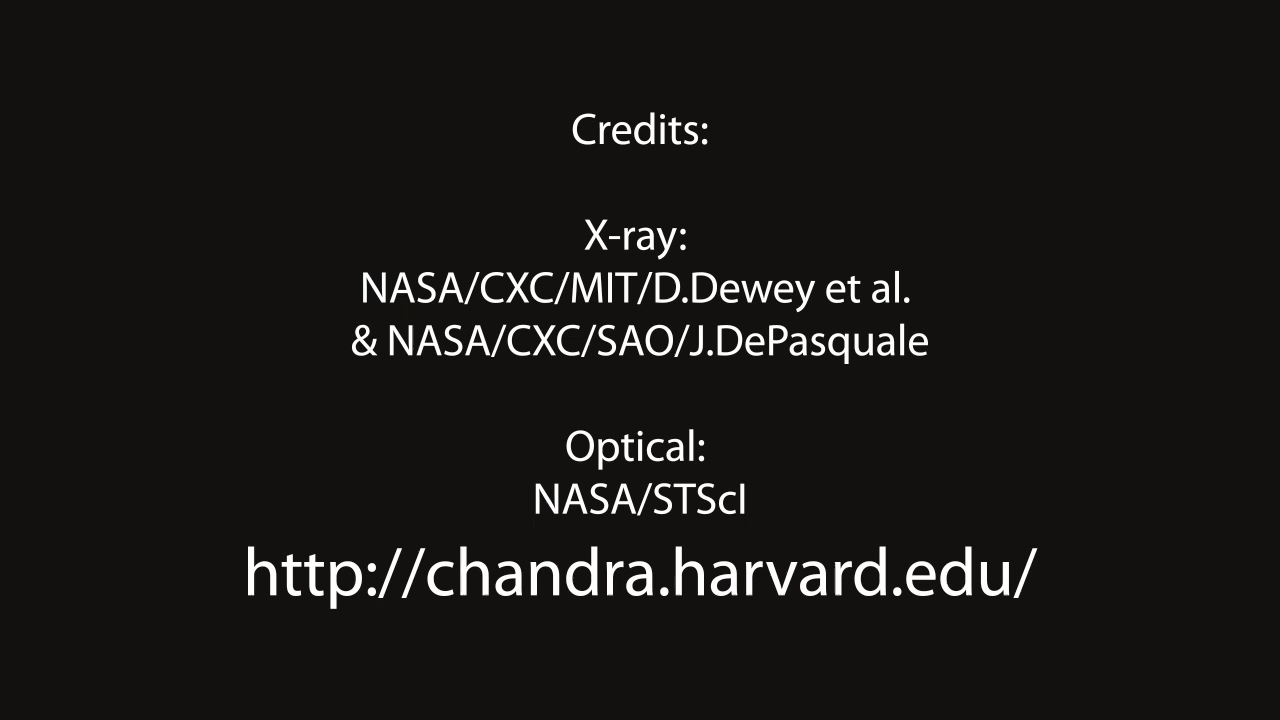 Credits:
X-ray:
NASA/CXC/MIT/D.Dewey et al.
& NASA/CXC/SAO/J.DePasquale
Optical:
NASA/STScI
http://chandra.harvard.edu/